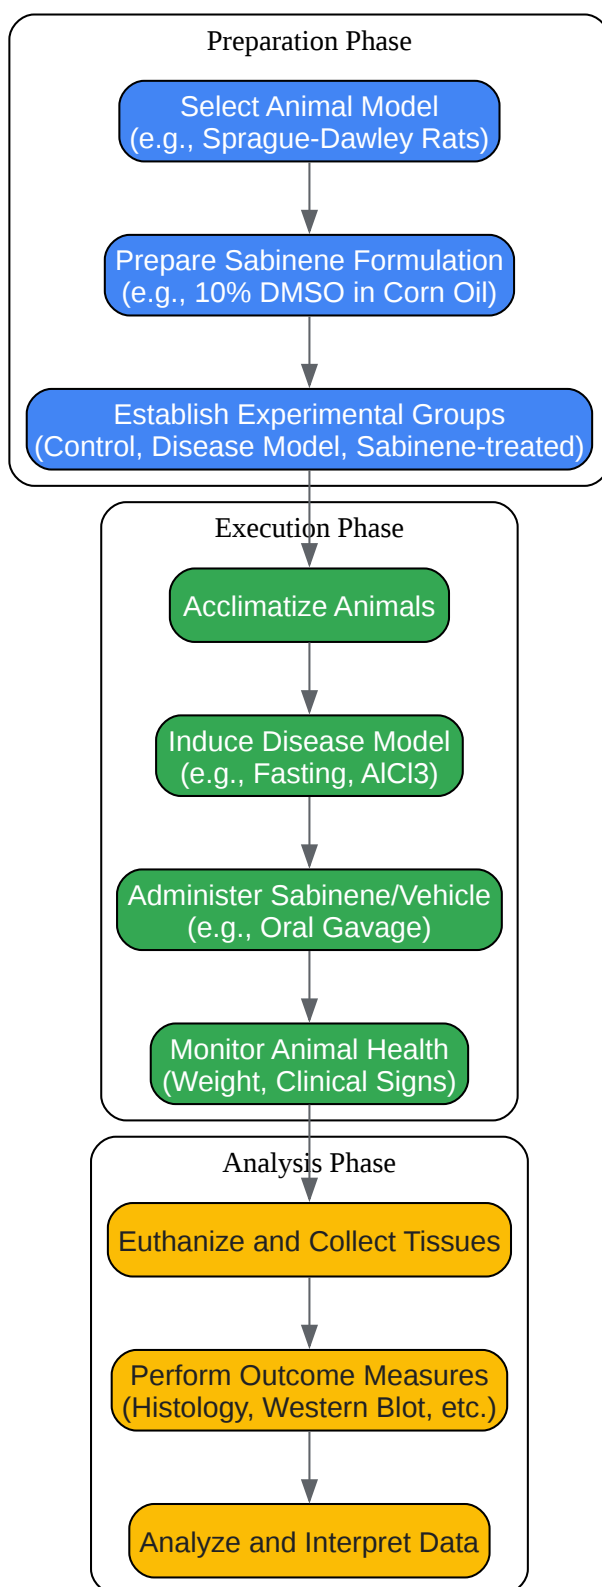 Preparation Phase
Select Animal Model
(e.g., Sprague-Dawley Rats)
Prepare Sabinene Formulation
(e.g., 10% DMSO in Corn Oil)
Establish Experimental Groups
(Control, Disease Model, Sabinene-treated)
Execution Phase
Acclimatize Animals
Induce Disease Model
(e.g., Fasting, AlCl3)
Administer Sabinene/Vehicle
(e.g., Oral Gavage)
Monitor Animal Health
(Weight, Clinical Signs)
Analysis Phase
Euthanize and Collect Tissues
Perform Outcome Measures
(Histology, Western Blot, etc.)
Analyze and Interpret Data